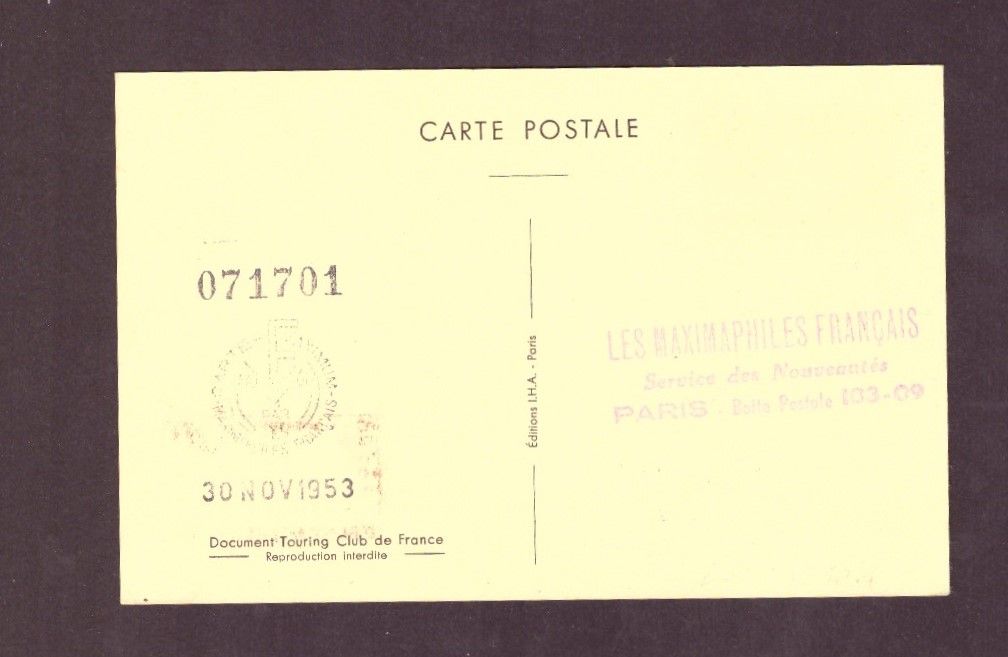 CARTE POSTALE
071701
30 NOV 1953
Document Touring Club de France
Reproduction interdite
Éditions I.H.A. - Paris
LES MAXIMAPHILES FRANÇAIS
Service des Nouveautés
PARIS - Boite Postale 103-09